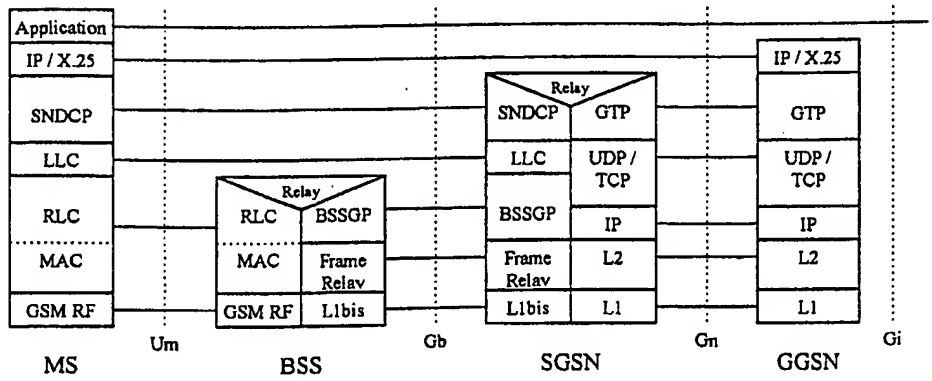 Application
IP / X.25
IP / X.25
Relay
SNDCP
SNDCP
GTP
GTP
LLC
LLC
UDP /
TCP
UDP /
TCP
Relay
RLC
RLC
BSSGP
BSSGP
IP
IP
MAC
MAC
Frame
Relay
Frame
Relay
L2
L2
GSM RF
GSM RF
L1bis
L1bis
L1
L1
Um
Gb
Gn
Gi
MS
BSS
SGSN
GGSN